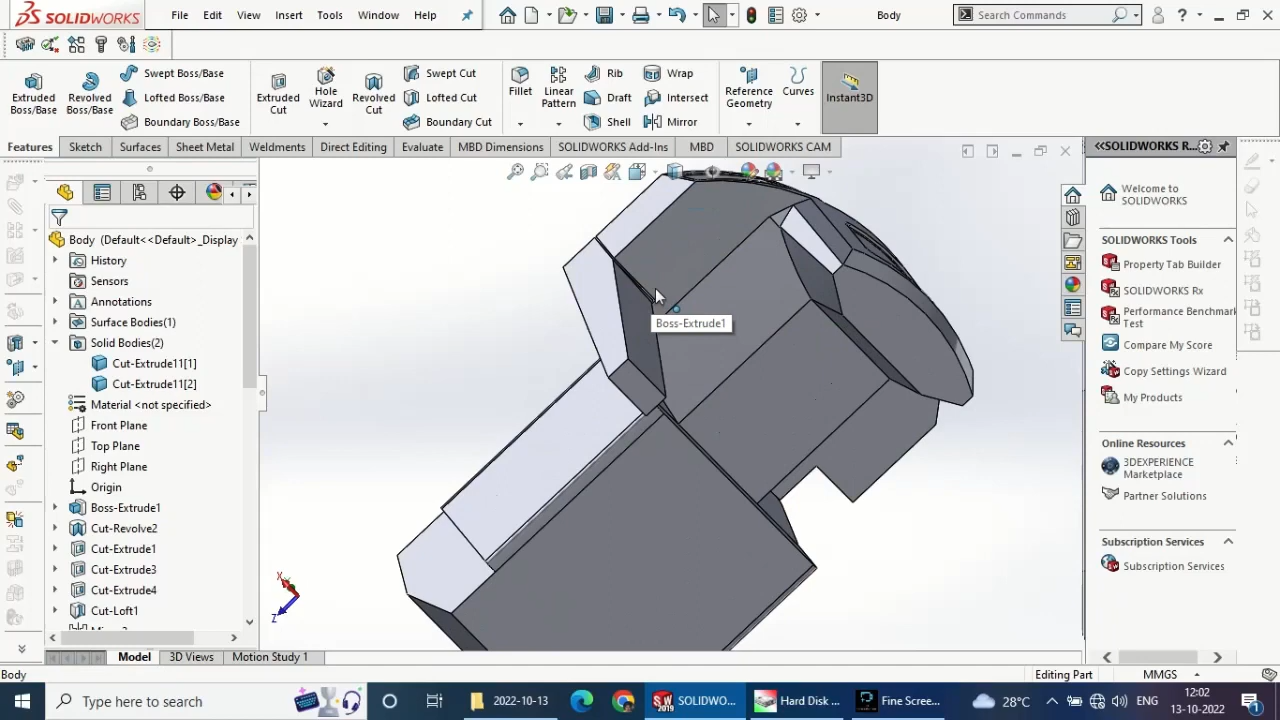 SOLIDWORKS File Edit View Insert Tools Window Help Body Search Commands
Extruded Boss/Base
Revolved Boss/Base
Swept Boss/Base
Lofted Boss/Base
Boundary Boss/Base
Extruded Cut
Hole Wizard
Revolved Cut
Swept Cut
Lofted Cut
Boundary Cut
Fillet
Linear Pattern
Rib
Draft
Shell
Wrap
Intersect
Mirror
Reference Geometry
Curves
Instant3D
Features Sketch Surfaces Sheet Metal Weldments Direct Editing Evaluate MBD Dimensions SOLIDWORKS Add-Ins MBD SOLIDWORKS CAM
Body (Default<<Default>_Display
History
Sensors
Annotations
Surface Bodies(1)
Solid Bodies(2)
Cut-Extrude11[1]
Cut-Extrude11[2]
Material <not specified>
Front Plane
Top Plane
Right Plane
Origin
Boss-Extrude1
Cut-Revolve2
Cut-Extrude1
Cut-Extrude3
Cut-Extrude4
Cut-Loft1
Boss-Extrude1
X
Z
SOLIDWORKS R...
Welcome to
SOLIDWORKS
SOLIDWORKS Tools
Property Tab Builder
SOLIDWORKS Rx
Performance Benchmark
Test
Compare My Score
Copy Settings Wizard
My Products
Online Resources
3DEXPERIENCE
Marketplace
Partner Solutions
Subscription Services
Subscription Services
Model 3D Views Motion Study 1
Body Editing Part MMGS
Type here to search 2022-10-13 SOLIDWO... Hard Disk ... Fine Screen... 28°C ENG 12:02
13-10-2022